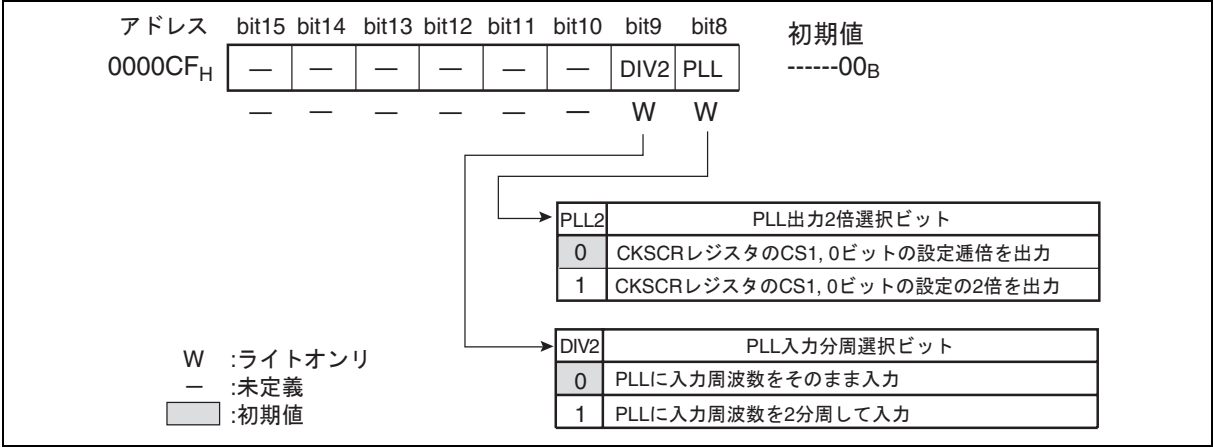 アドレス bit15 bit14 bit13 bit12 bit11 bit10 bit9 bit8 初期値
0000CFH — — — — — — DIV2 PLL ------00B
— — — — — — W W
PLL2 PLL出力2倍選択ビット
0 CKSCRレジスタのCS1, 0ビットの設定逓倍を出力
1 CKSCRレジスタのCS1, 0ビットの設定の2倍を出力
DIV2 PLL入力分周選択ビット
0 PLLに入力周波数をそのまま入力
1 PLLに入力周波数を2分周して入力
W :ライトオンリ
— :未定義
:初期値